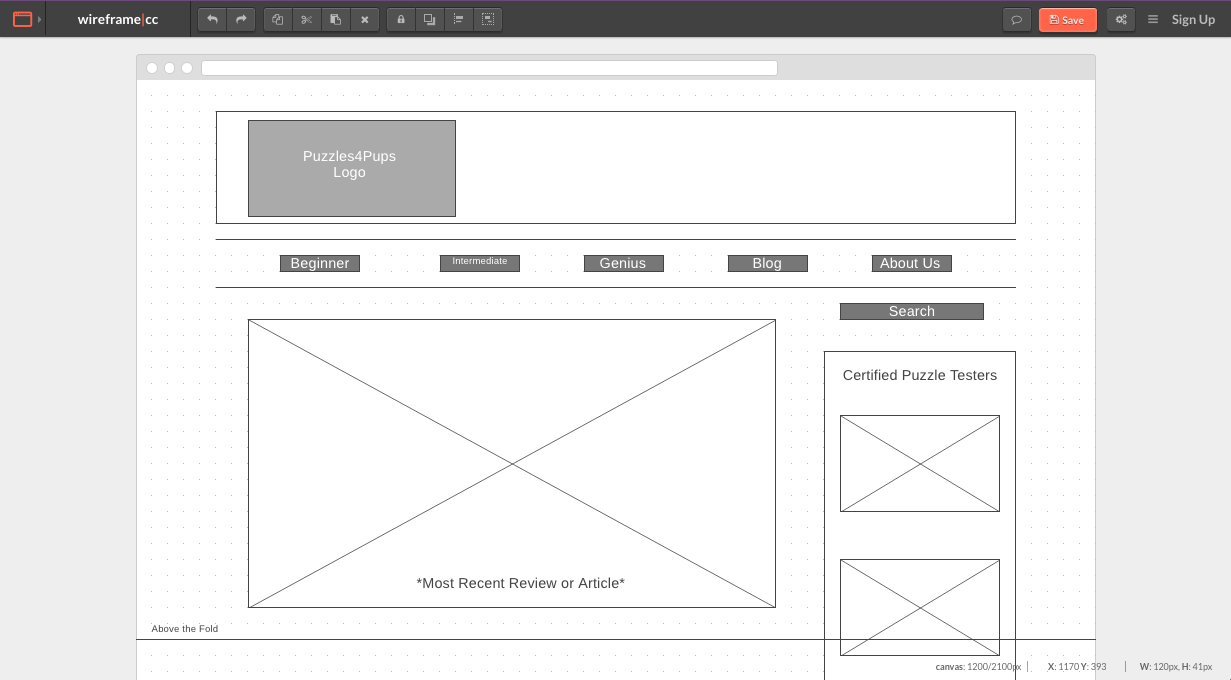 wireframe|cc
Save
Sign Up
Puzzles4Pups
Logo
Beginner
Intermediate
Genius
Blog
About Us
Search
Certified Puzzle Testers
*Most Recent Review or Article*
Above the Fold
canvas: 1200/2100px
X: 1170 Y: 393
W: 120px, H: 41px